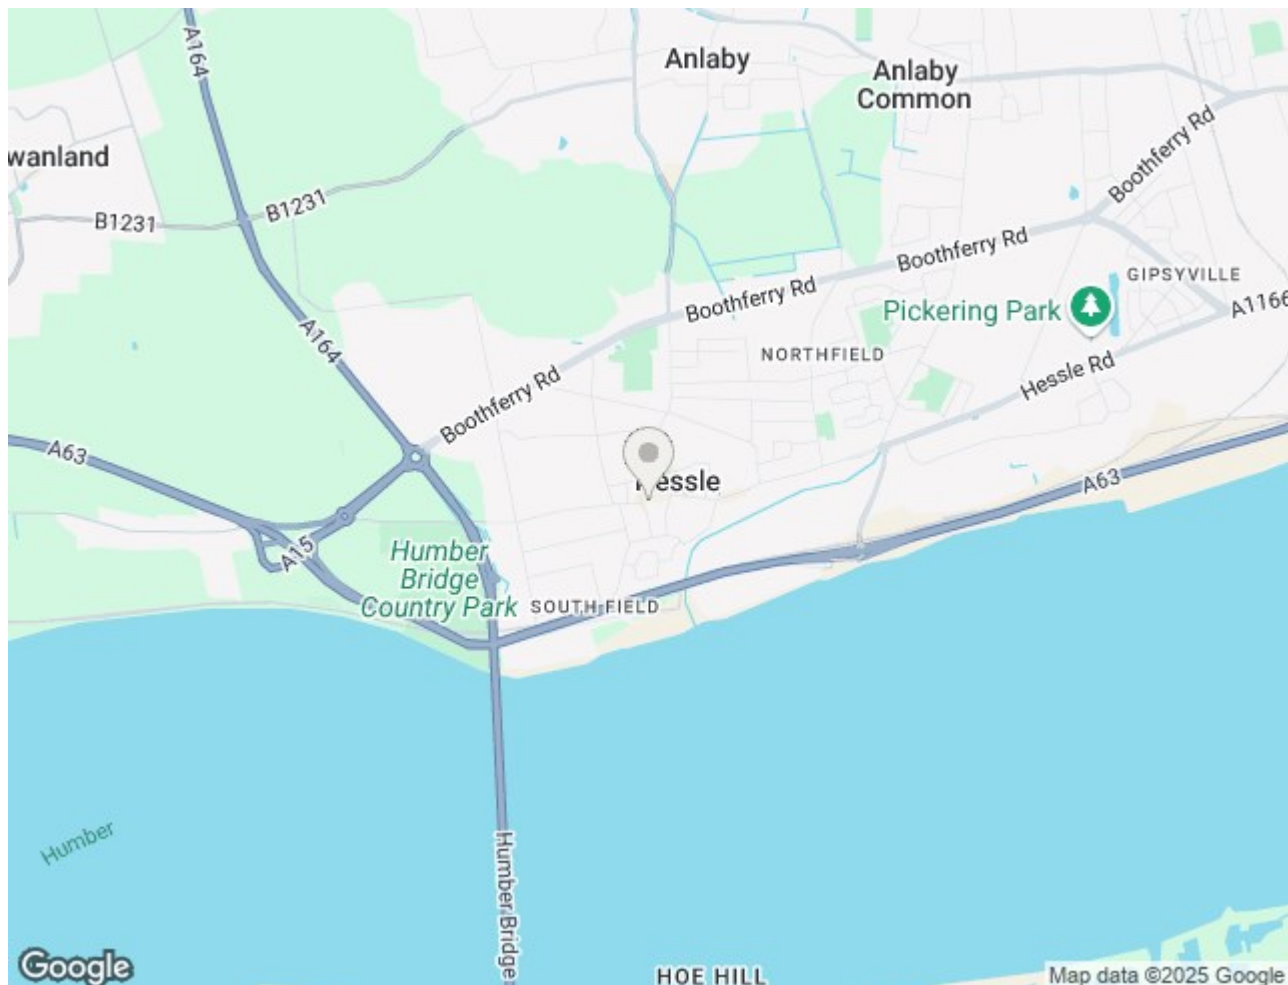 A164
Anlaby
Anlaby
Common
wanland
B1231
B1231
Boothferry Rd
Boothferry Rd
Boothferry Rd
GIPSYVILLE
Pickering Park
A1166
A164
NORTHFIELD
Hessle Rd
Boothferry Rd
A63
essle
A63
A15
Humber
Bridge
Country Park
SOUTH FIELD
Humber
Humber Bridge
Google
HOE HILL
Map data ©2025 Google